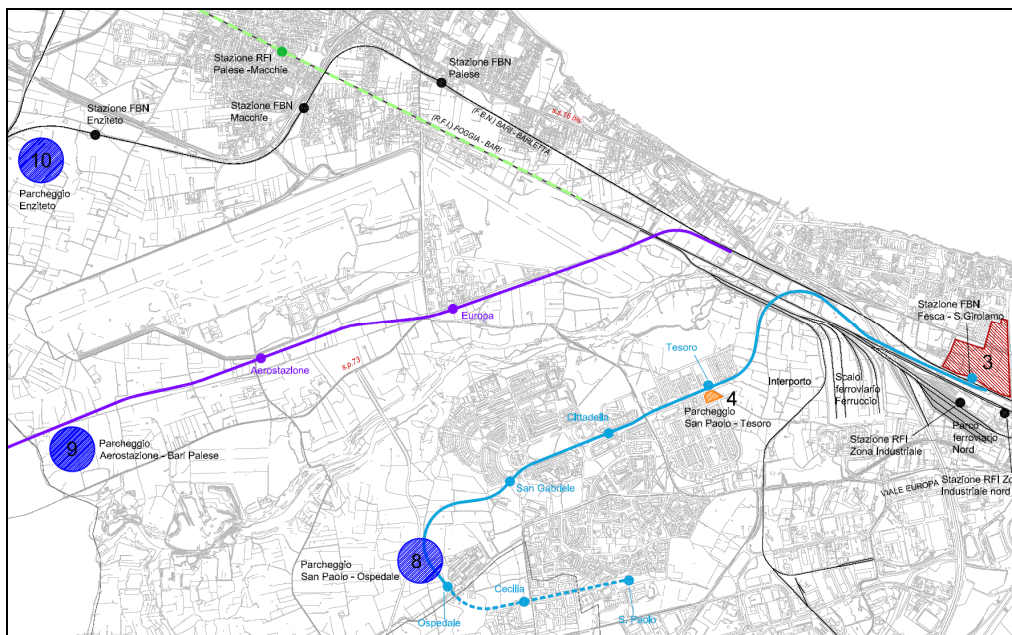 Stazione RFI
Palese -Macchie
Stazione FBN
Palese
Stazione FBN
Enziteto
Stazione FBN
Macchie
s.s.16 bis
(F.B.N.) BARI - BARLETTA
(R.F.I.) FOGGIA - BARI
10
Parcheggio
Enziteto
Europa
Aerostazione
s.p.73
Stazione FBN
Fesca - S.Girolamo
3
Tesoro
4
Parcheggio
San Paolo - Tesoro
Interporto
Scalo
ferroviario
Ferruccio
Cittadella
9
Parcheggio
Aerostazione - Bari Palese
Stazione RFI
Zona Industriale
Parco
ferroviario
Nord
San Gabriele
VIALE EUROPA
Stazione RFI Zo
Industriale nord
8
Parcheggio
San Paolo - Ospedale
Cecilia
Ospedale
S. Paolo